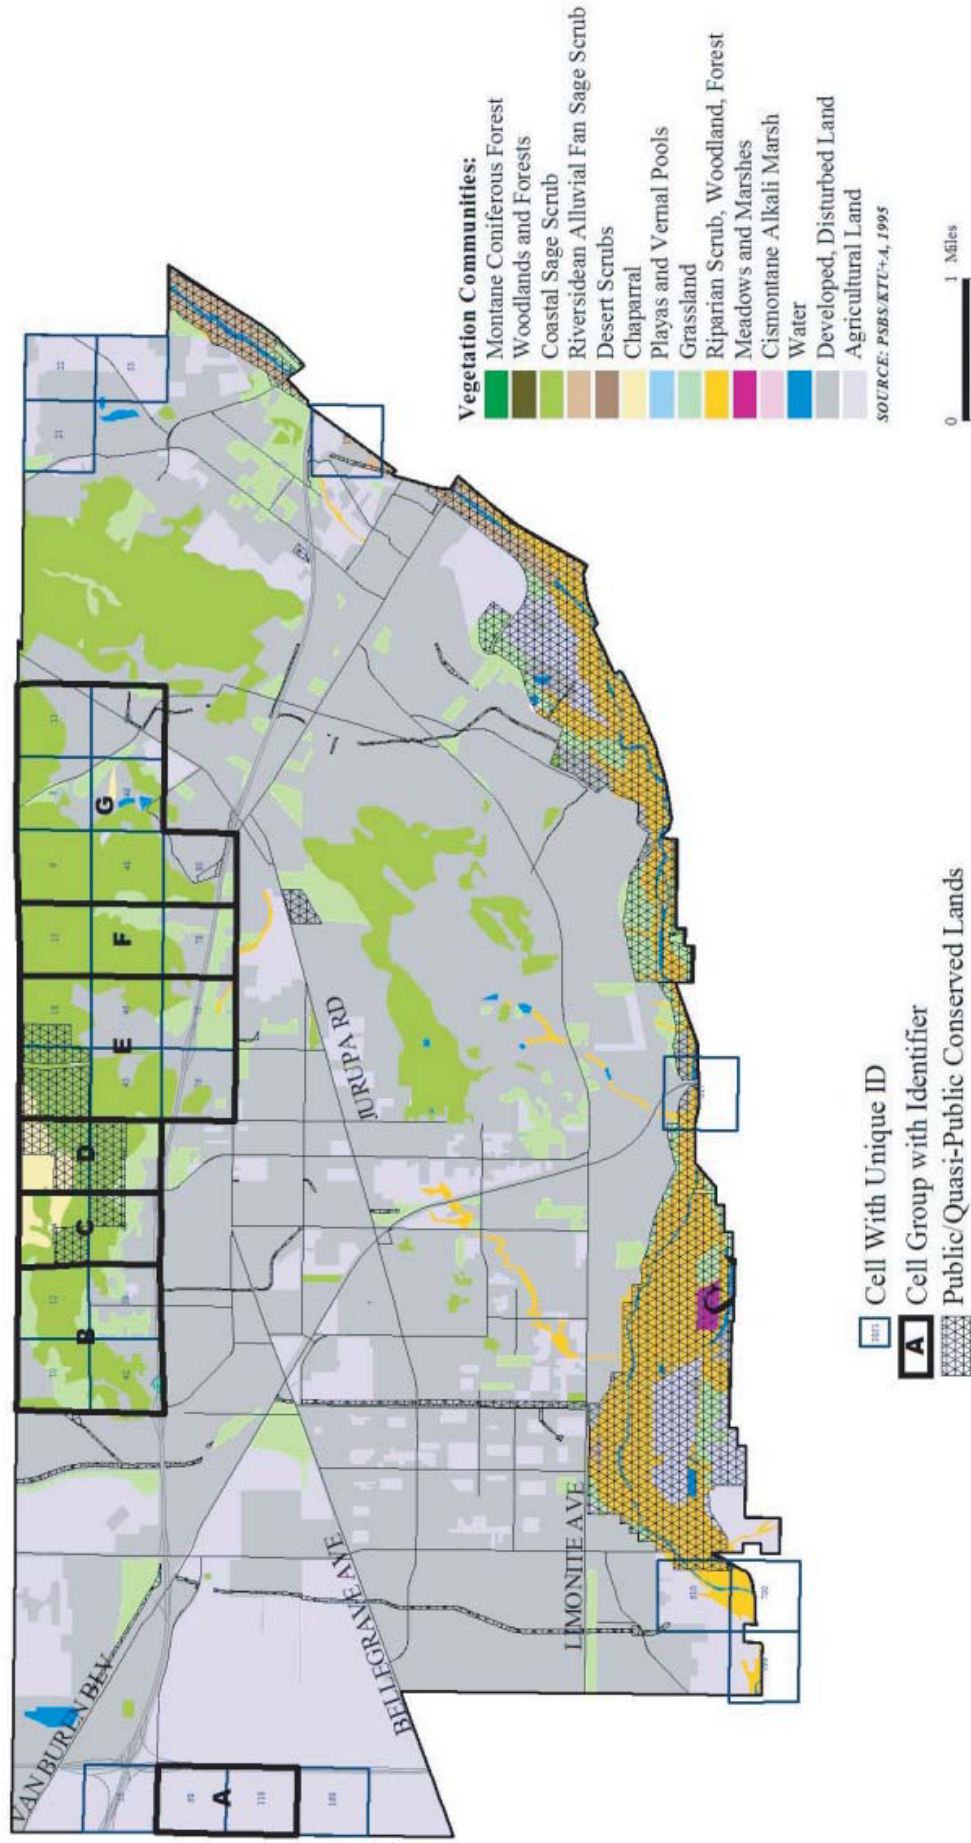 VAN BUREN BLV
BELLEGRAVE AVE
LIMONITE AVE
JURUPA RD
A
B
C
D
E
F
G
Vegetation Communities:
Montane Coniferous Forest
Woodlands and Forests
Coastal Sage Scrub
Riversidean Alluvial Fan Sage Scrub
Desert Scrubs
Chaparral
Playas and Vernal Pools
Grassland
Riparian Scrub, Woodland, Forest
Meadows and Marshes
Cismontane Alkali Marsh
Water
Developed, Disturbed Land
Agricultural Land
SOURCE: PSBS/KTU+A, 1995
0 1 Miles
Cell With Unique ID
A Cell Group with Identifier
Public/Quasi-Public Conserved Lands